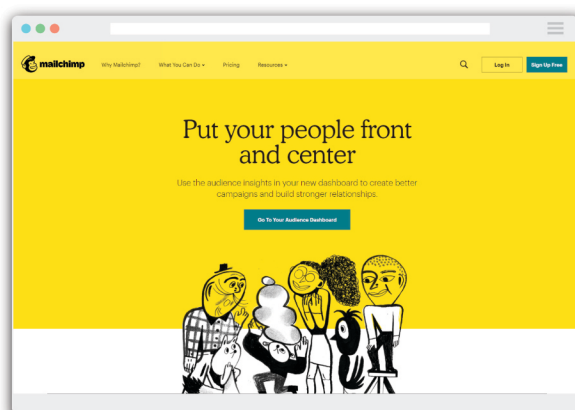 mailchimp
Why Mailchimp? What You Can Do Pricing Resources
Log In
Sign Up Free
Put your people front
and center
Use the audience insights in your new dashboard to create better
campaigns and build stronger relationships.
Go To Your Audience Dashboard